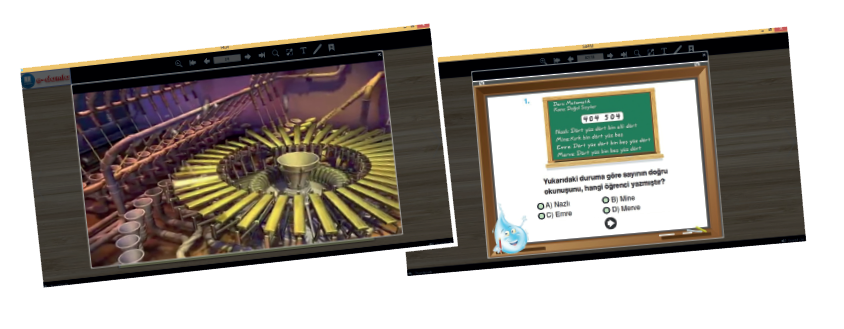 1.
Ders: Matematik
Konu: Doğal Sayılar
404 504
Nazlı: Dört yüz dört bin elli dört
Mine: Kırk bin dört yüz beş
Emre: Dört yüz dört bin beş yüz dört
Merve: Dört yüz bin beş yüz dört
Yukarıdaki duruma göre sayının doğru
okunuşunu, hangi öğrenci yazmıştır?
A) Nazlı
B) Mine
C) Emre
D) Merve